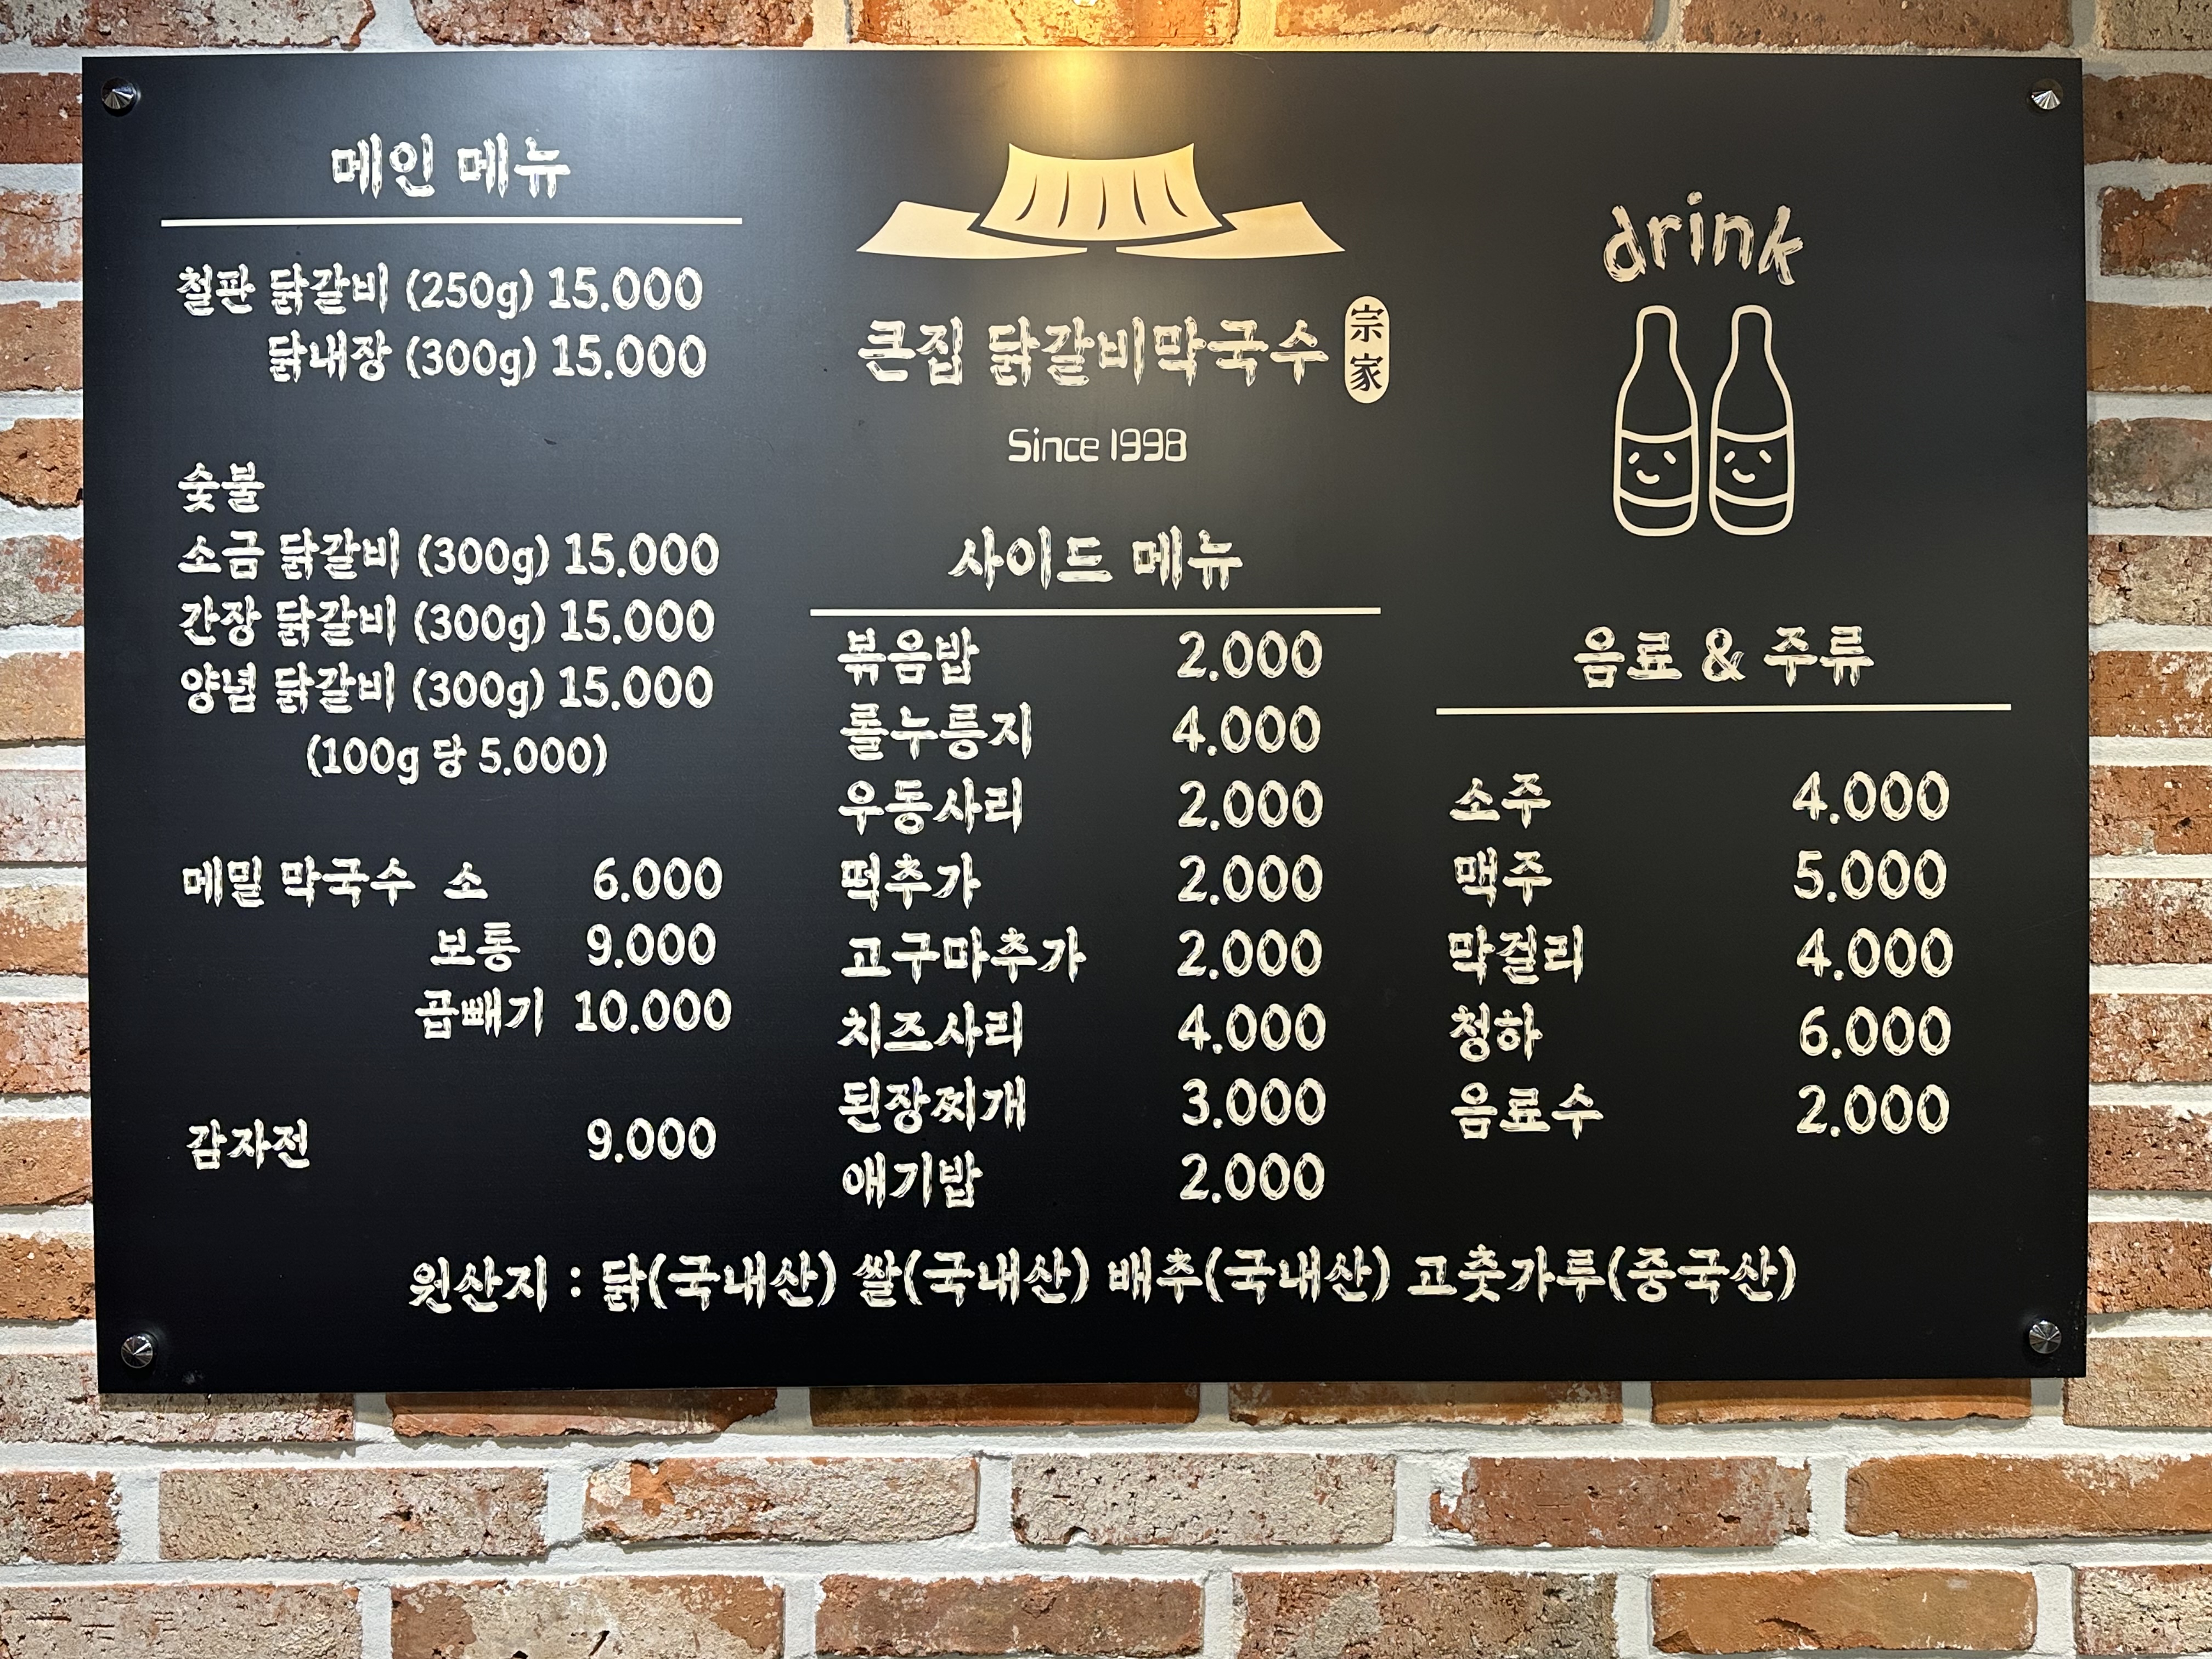 메인 메뉴
철판 닭갈비 (250g) 15.000
닭내장 (300g) 15.000
숯불
소금 닭갈비 (300g) 15.000
간장 닭갈비 (300g) 15.000
양념 닭갈비 (300g) 15.000
(100g 당 5.000)
메밀 막국수 소 6.000
보통 9.000
곱빼기 10.000
감자전 9.000
큰집 닭갈비막국수 宗家
Since 1998
사이드 메뉴
볶음밥 2.000
롤누릉지 4.000
우동사리 2.000
떡추가 2.000
고구마추가 2.000
치즈사리 4.000
된장찌개 3.000
애기밥 2.000
drink
음료 & 주류
소주 4.000
맥주 5.000
막걸리 4.000
청하 6.000
음료수 2.000
원산지 : 닭(국내산) 쌀(국내산) 배추(국내산) 고춧가루(중국산)